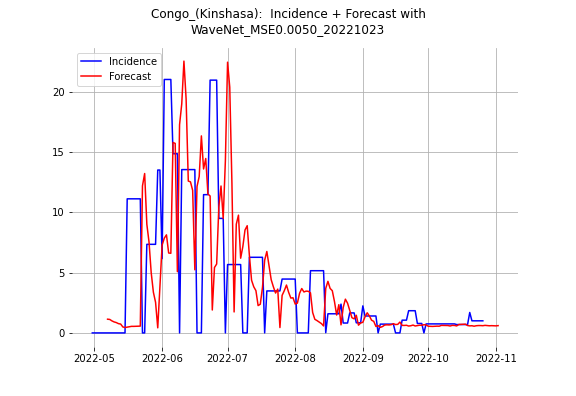 Congo_(Kinshasa):  Incidence + Forecast with
WaveNet_MSE0.0050_20221023
Incidence
Forecast
20
15
10
5
0
2022-05 2022-06 2022-07 2022-08 2022-09 2022-10 2022-11